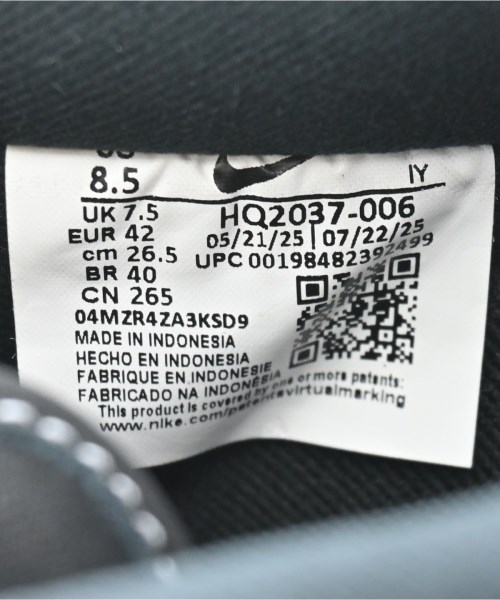 US
8.5
IY
UK 7.5
HQ2037-006
EUR 42
05/21/25 | 07/22/25
cm 26.5
UPC 00198482392499
BR 40
CN 265
04MZR4ZA3KSD9
MADE IN INDONESIA
HECHO EN INDONESIA
FABRIQUE EN INDONESIE
FABRICADO NA INDONÉSIA
This product is covered by one or more patents:
www.nike.com/patentsvirtualmarking